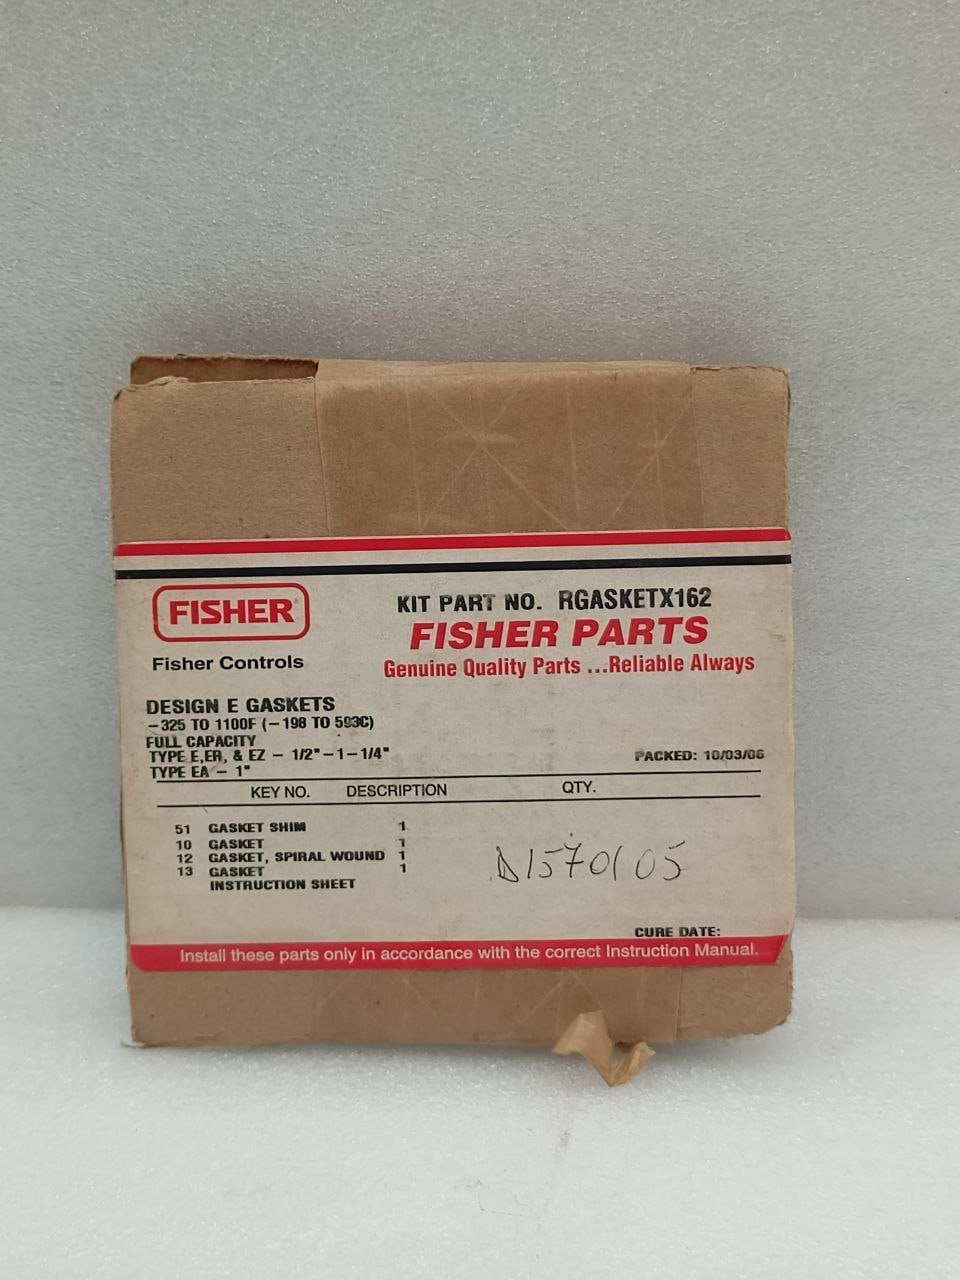 FISHER
Fisher Controls
KIT PART NO. RGASKETX162
FISHER PARTS
Genuine Quality Parts ...Reliable Always
DESIGN E GASKETS
-325 TO 1100F (-198 TO 593C)
FULL CAPACITY
TYPE E,ER, & EZ - 1/2"-1-1/4"
TYPE EA - 1"
PACKED: 10/03/06
KEY NO. DESCRIPTION QTY.
51 GASKET SHIM 1
10 GASKET 1
12 GASKET, SPIRAL WOUND 1
13 GASKET 1
INSTRUCTION SHEET
D1570105
CURE DATE:
Install these parts only in accordance with the correct Instruction Manual.